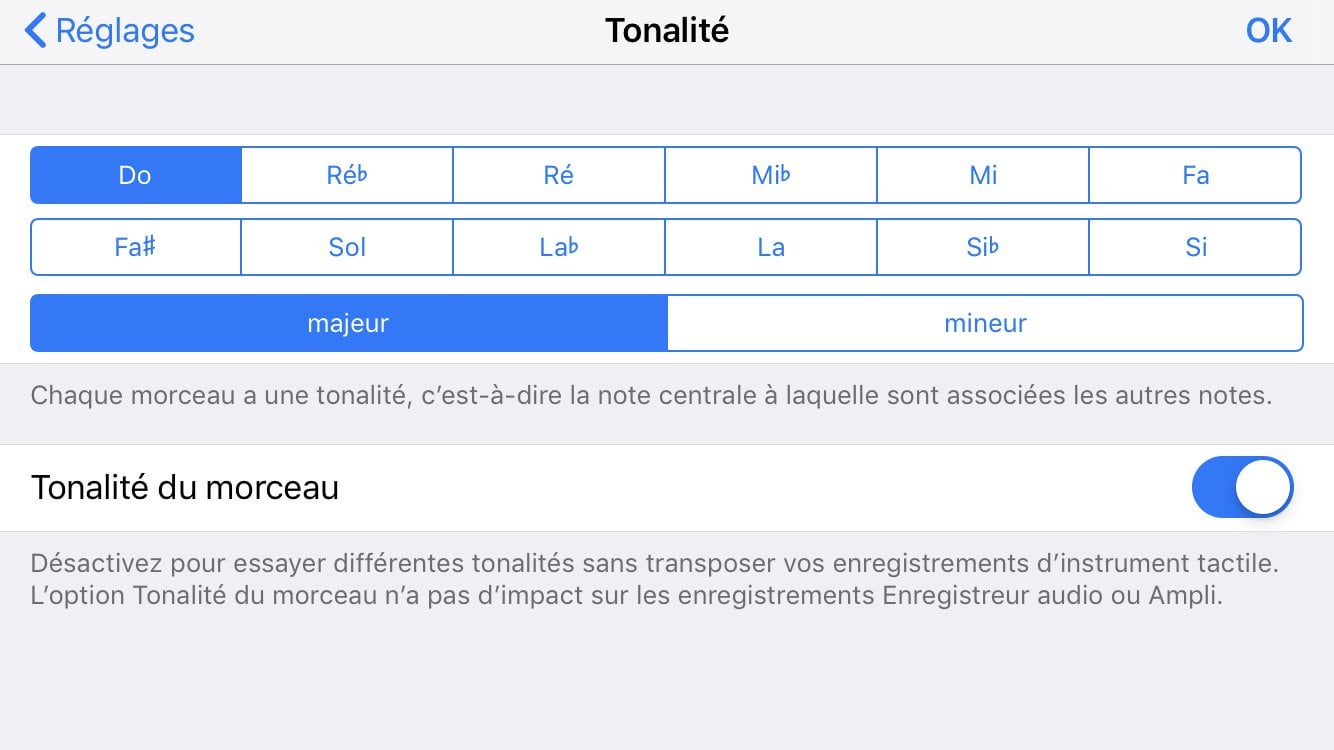 Réglages Tonalité OK
Do Ré♭ Ré Mi♭ Mi Fa
Fa♯ Sol La♭ La Si♭ Si
majeur mineur
Chaque morceau a une tonalité, c’est-à-dire la note centrale à laquelle sont associées les autres notes.
Tonalité du morceau
Désactivez pour essayer différentes tonalités sans transposer vos enregistrements d’instrument tactile.
L’option Tonalité du morceau n’a pas d’impact sur les enregistrements Enregistreur audio ou Ampli.